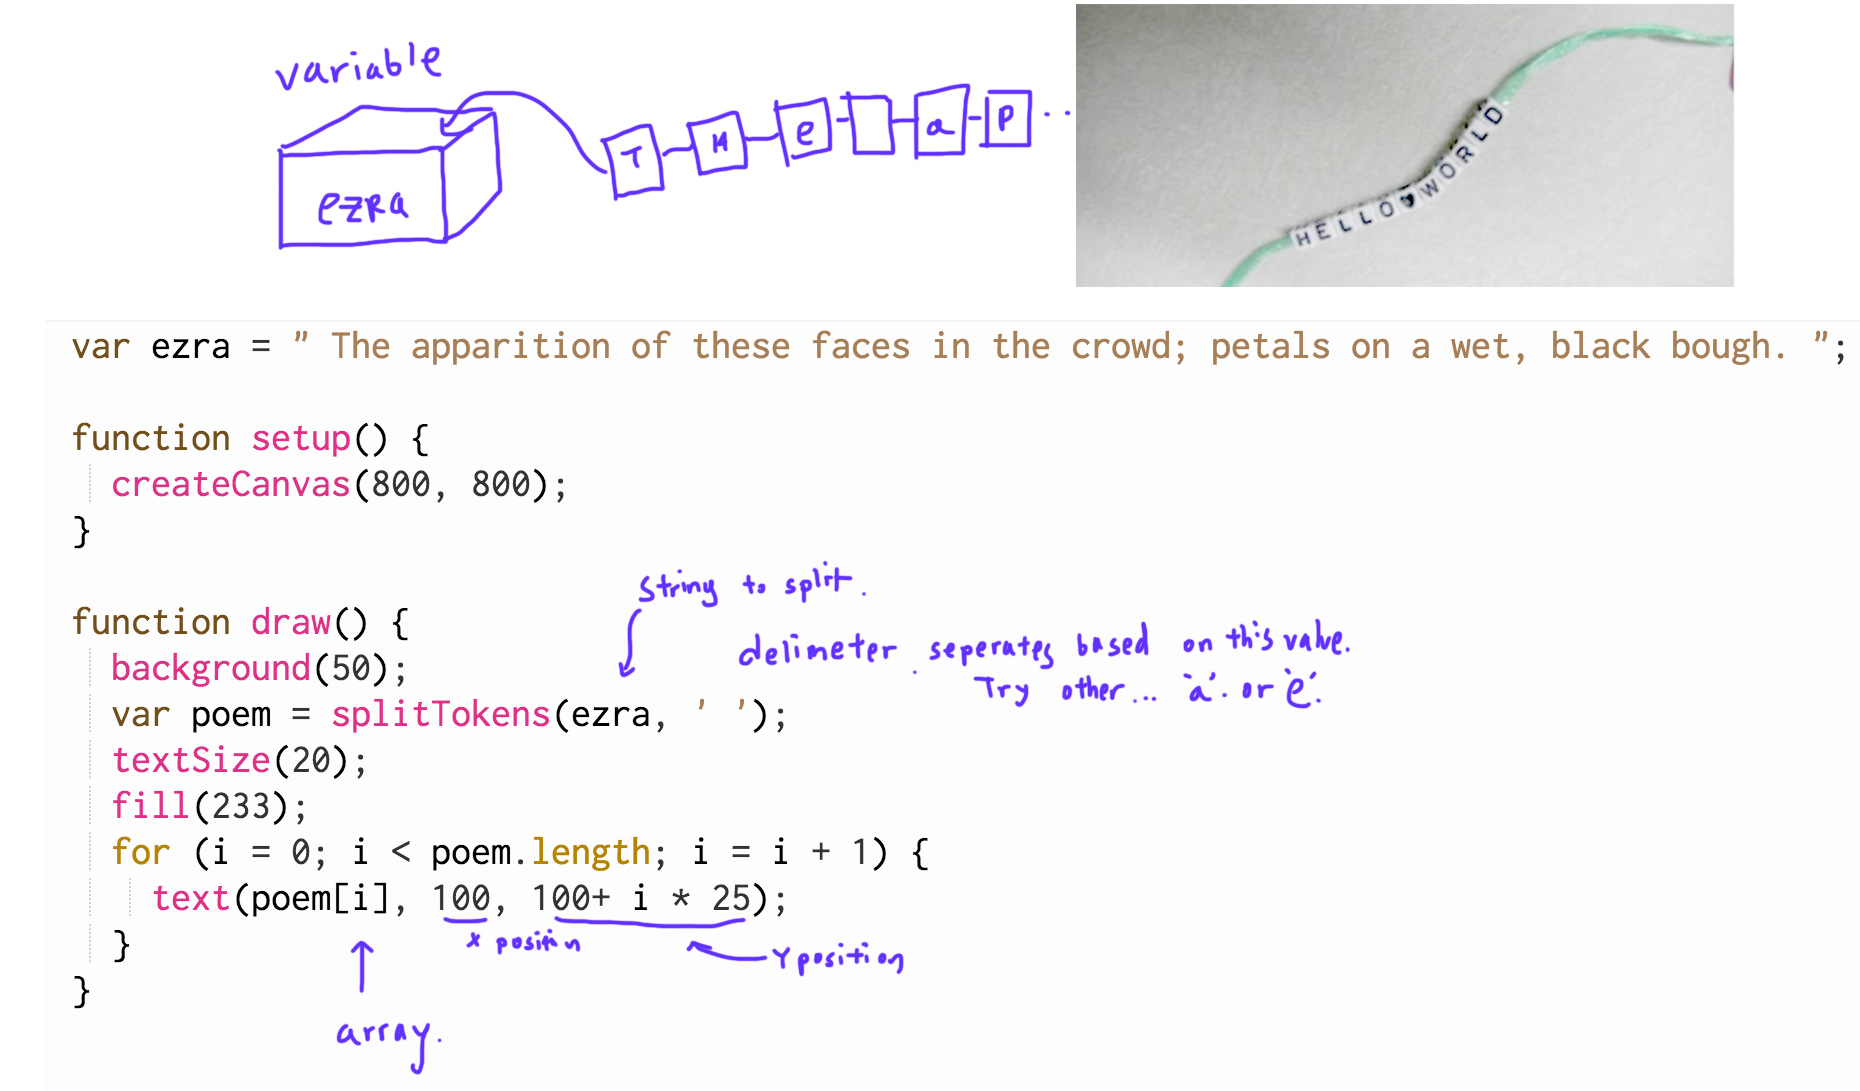 variable
ezra
T H e a P ...
HELLO♥WORLD
var ezra = " The apparition of these faces in the crowd; petals on a wet, black bough. ";
function setup() {
createCanvas(800, 800);
}
String to split.
function draw() {
delimeter seperates based on this value.
background(50);
Try other... 'a'. or 'e'.
var poem = splitTokens(ezra, ' ');
textSize(20);
fill(233);
for (i = 0; i < poem.length; i = i + 1) {
text(poem[i], 100, 100+ i * 25);
}
x position
Y position
}
array.